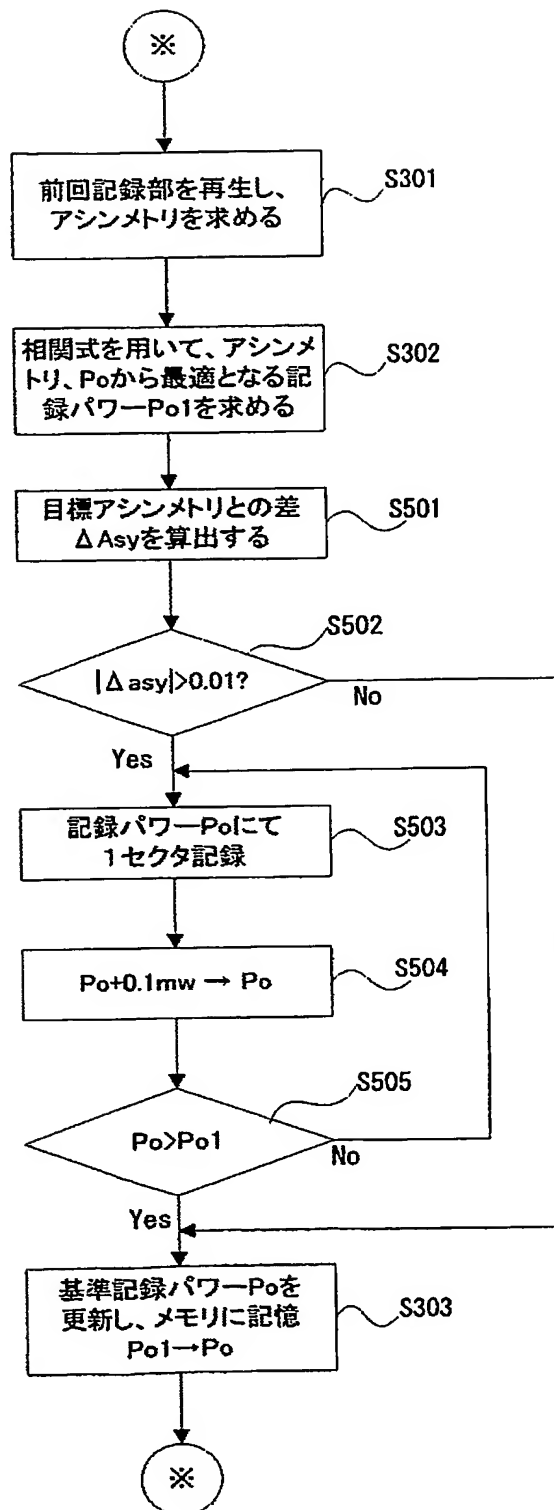 ※
前回記録部を再生し、
アシンメトリを求める
S301
相関式を用いて、アシンメ
トリ、Poから最適となる記
録パワーPo1を求める
S302
目標アシンメトリとの差
ΔAsyを算出する
S501
|Δasy|>0.01?
S502
No
Yes
記録パワーPoにて
1セクタ記録
S503
Po+0.1mw → Po
S504
Po>Po1
S505
No
Yes
基準記録パワーPoを
更新し、メモリに記憶
Po1→Po
S303
※